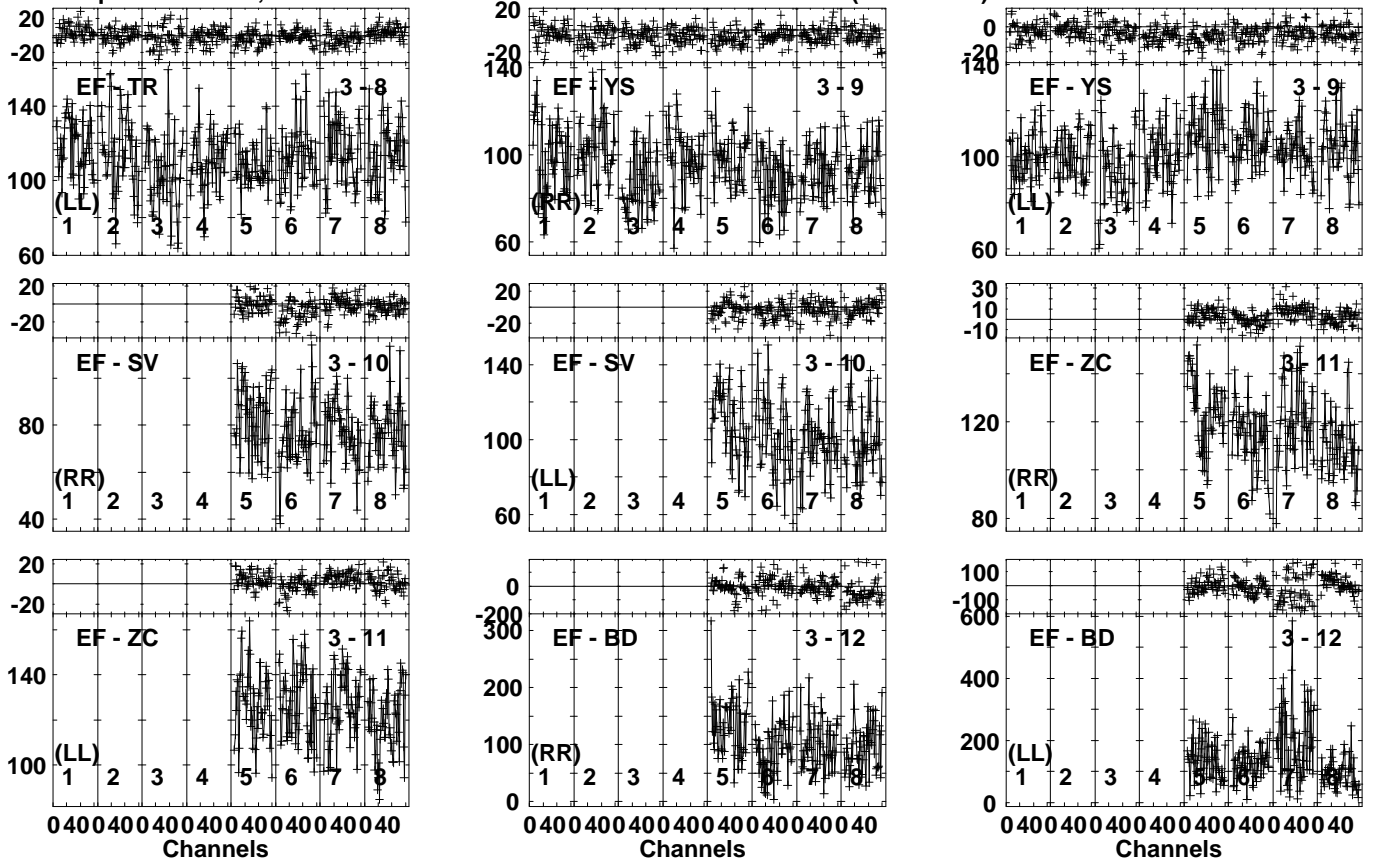 20 20 0
-20 -20 -20
EF - TR 3 - 8 140 EF - YS 3 - 9 140 EF - YS 3 - 9
140
100 100 100
(LL) (RR) (LL)
1 2 3 4 5 6 7 8 1 2 3 4 5 6 7 8 1 2 3 4 5 6 7 8
60 60 60
20 20 30
10
-20 -20 -10
EF - SV 3 - 10 EF - SV 3 - 10 EF - ZC 3 - 11
140
80 100 120
(RR) (LL) (RR)
1 2 3 4 5 6 7 8 1 2 3 4 5 6 7 8 1 2 3 4 5 6 7 8
40 60 80
20 0 100
-20 -200 -100
EF - ZC 3 - 11 300 EF - BD 3 - 12 600 EF - BD 3 - 12
140 200 400
100 100 200
(LL) (RR) (LL)
1 2 3 4 5 6 7 8 1 2 3 4 5 6 7 8 1 2 3 4 5 6 7 8
0 0
0 40 0 40 0 40 0 40 0 40 0 40 0 40 0 40 0 40 0 40 0 40 0 40 0 40 0 40 0 40 0 40 0 40 0 40 0 40 0 40 0 40 0 40 0 40 0 40
Channels Channels Channels